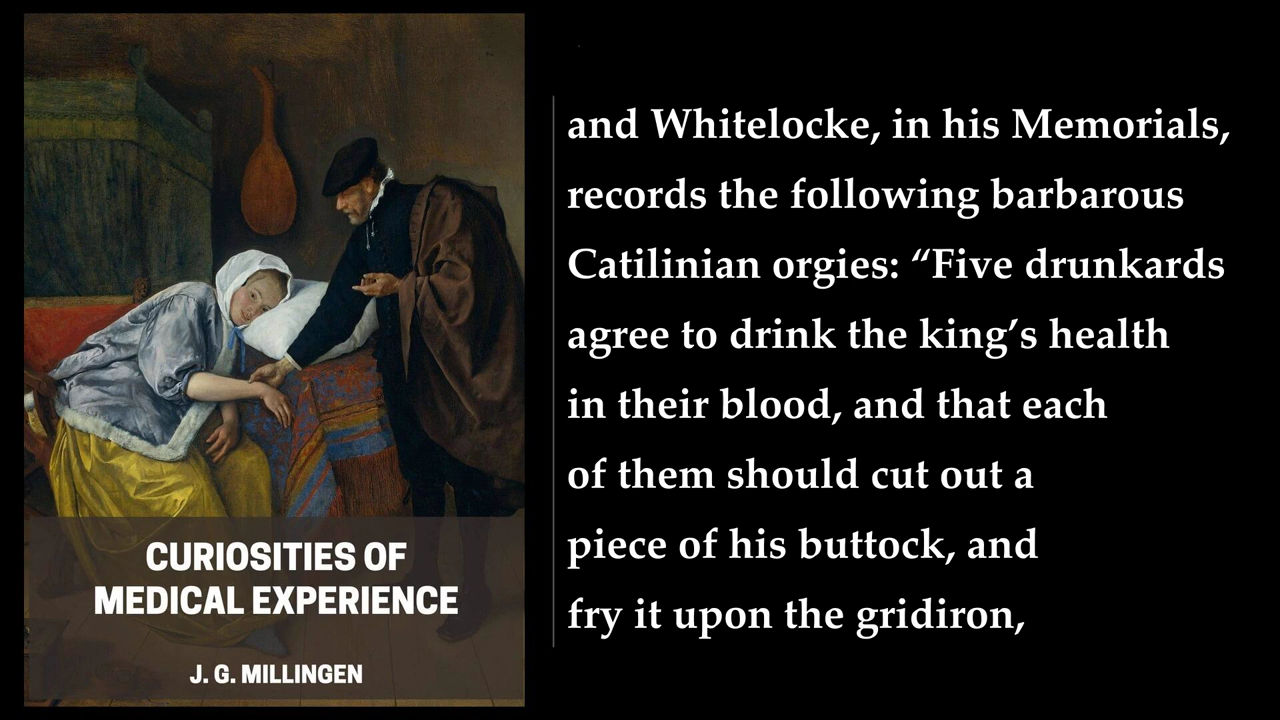 CURIOSITIES OF
MEDICAL EXPERIENCE
J. G. MILLINGEN
and Whitelocke, in his Memorials,
records the following barbarous
Catilinian orgies: “Five drunkards
agree to drink the king’s health
in their blood, and that each
of them should cut out a
piece of his buttock, and
fry it upon the gridiron,